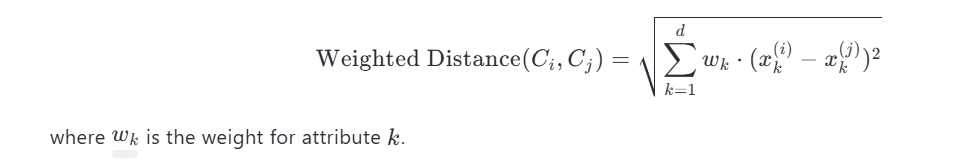 Weighted Distance(C_i, C_j) = \sqrt{\sum_{k=1}^{d} w_k \cdot (x_k^{(i)} - x_k^{(j)})^2}
where w_k is the weight for attribute k.